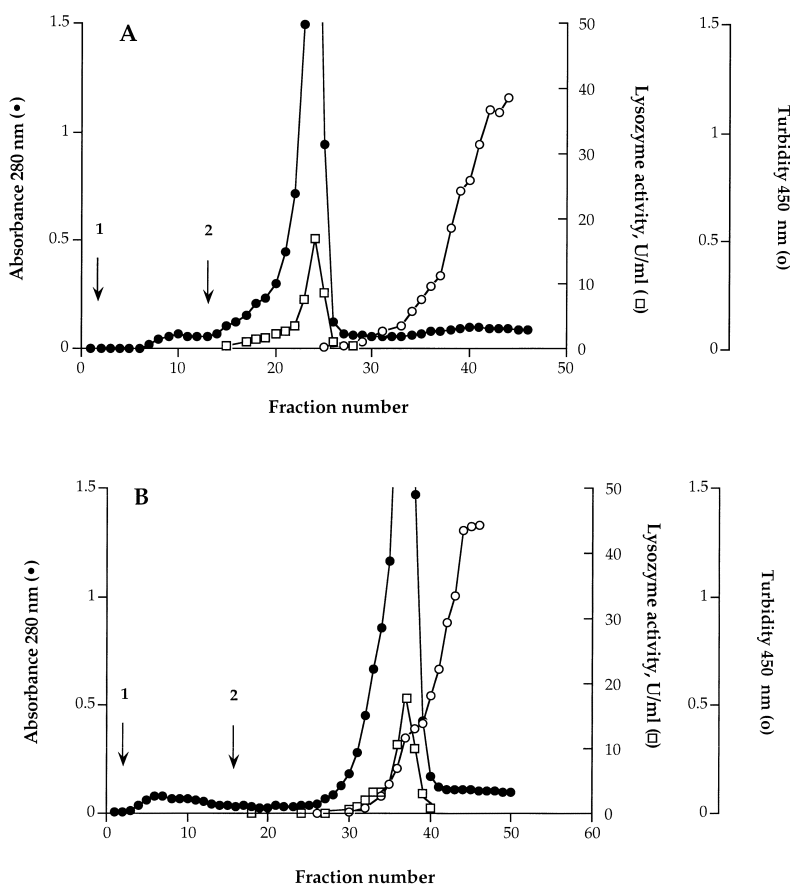 A
1.5
1
0.5
0
Absorbance 280 nm (●)
1
2
0 10 20 30 40 50
Fraction number
50
40
30
20
10
0
Lysozyme activity, U/ml (□)
1.5
1
0.5
0
Turbidity 450 nm (o)
B
1.5
1
0.5
0
Absorbance 280 nm (●)
1
2
0 10 20 30 40 50 60
Fraction number
50
40
30
20
10
0
Lysozyme activity, U/ml (□)
1.5
1
0.5
0
Turbidity 450 nm (o)